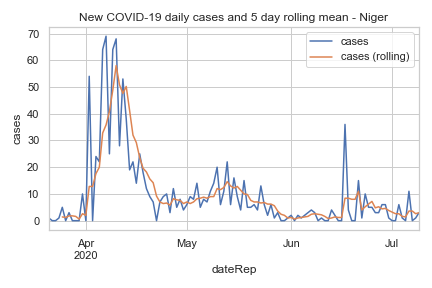 New COVID-19 daily cases and 5 day rolling mean - Niger
cases
cases (rolling)
cases
70
60
50
40
30
20
10
0
Apr
2020
May
Jun
Jul
dateRep